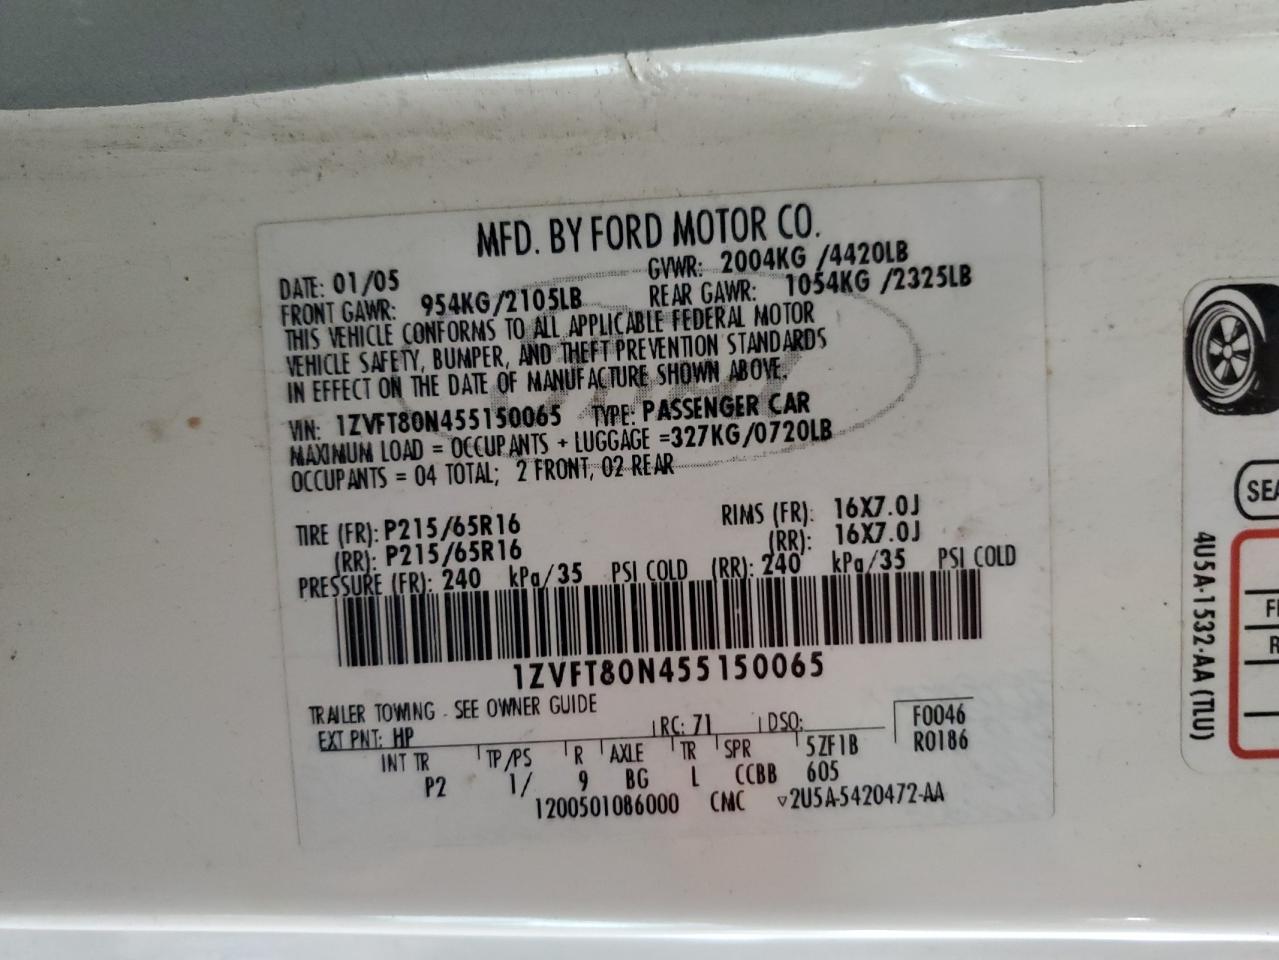 MFD. BY FORD MOTOR CO.
DATE: 01/05 GVWR: 2004KG /4420LB
FRONT GAWR: 954KG/2105LB REAR GAWR: 1054KG /2325LB
THIS VEHICLE CONFORMS TO ALL APPLICABLE FEDERAL MOTOR
VEHICLE SAFETY, BUMPER, AND THEFT PREVENTION STANDARDS
IN EFFECT ON THE DATE OF MANUFACTURE SHOWN ABOVE.
VIN: 1ZVFT80N455150065 TYPE: PASSENGER CAR
MAXIMUM LOAD = OCCUPANTS + LUGGAGE =327KG/0720LB
OCCUPANTS = 04 TOTAL; 2 FRONT, 02 REAR
TIRE (FR): P215/65R16 RIMS (FR): 16X7.0J
(RR): P215/65R16 (RR): 16X7.0J
PRESSURE (FR): 240 kPa/35 PSI COLD (RR): 240 kPa/35 PSI COLD
1ZVFT80N455150065
TRAILER TOWING - SEE OWNER GUIDE
EXT PNT: HP RC: 71 DSO: F0046
INT TR TP/PS R AXLE TR SPR 5ZF1B R0186
P2 1/ 9 BG L CCBB 605
1200501086000 CMC ▿2U5A-5420472-AA
SEA
4U5A-1532-AA (TLU)